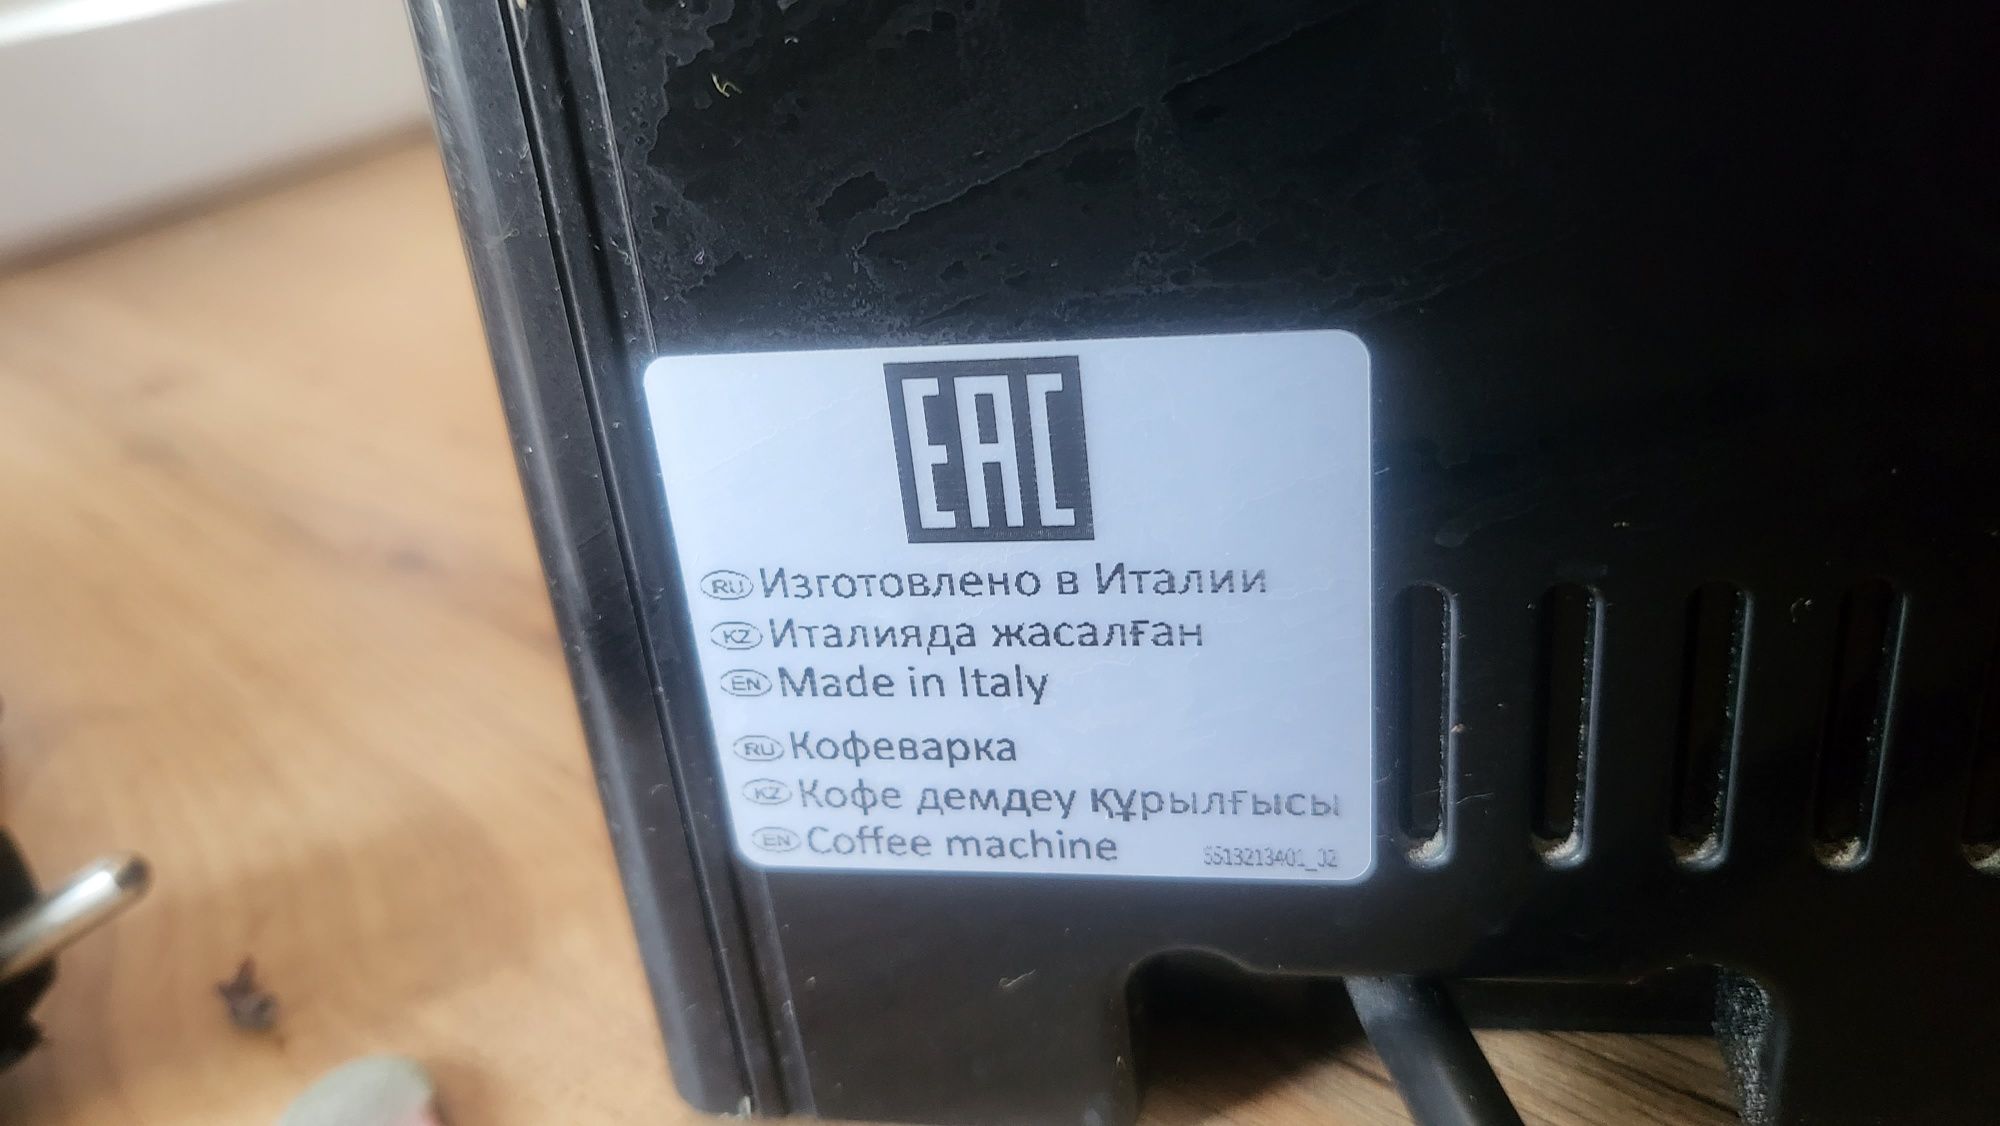 EAC
RU Изготовлено в Италии
KZ Италияда жасалған
EN Made in Italy
RU Кофеварка
KZ Кофе демдеу құрылғысы
EN Coffee machine
5513213401_02